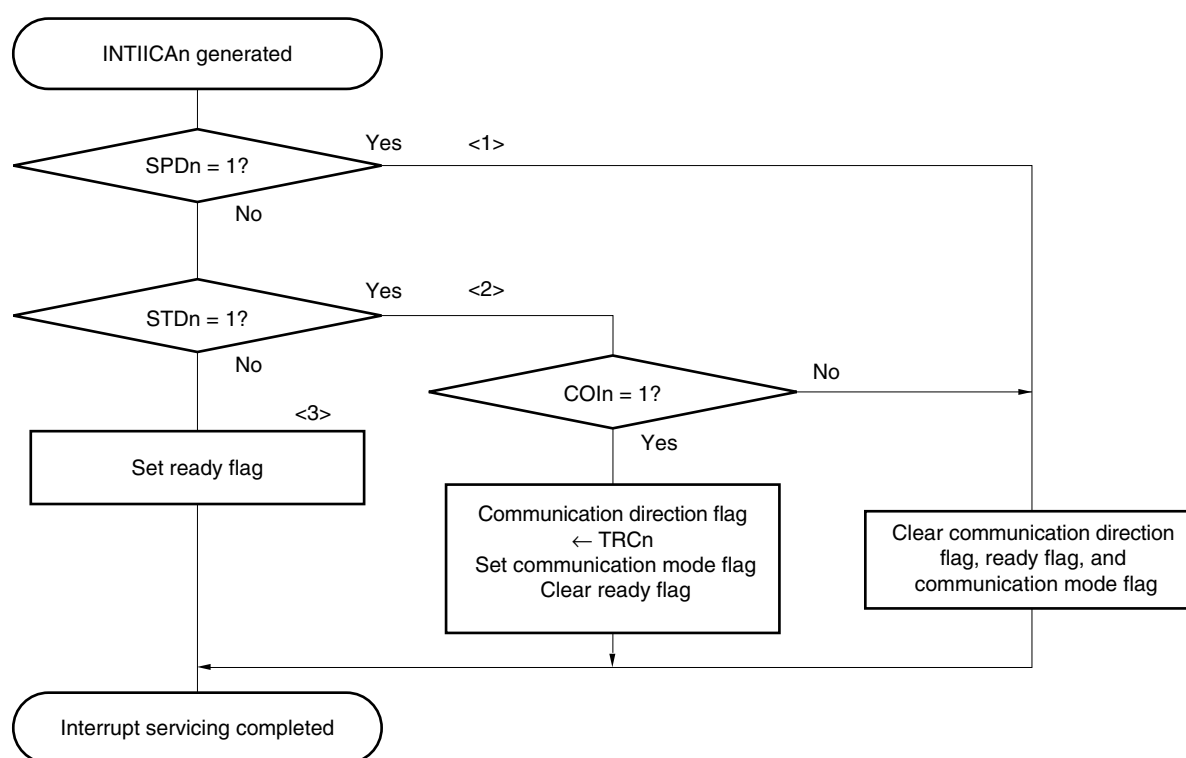 INTIICAn generated
Yes
<1>
SPDn = 1?
No
Yes
<2>
STDn = 1?
No
No
COIn = 1?
<3>
Yes
Set ready flag
Communication direction flag
← TRCn
Set communication mode flag
Clear ready flag
Clear communication direction
flag, ready flag, and
communication mode flag
Interrupt servicing completed